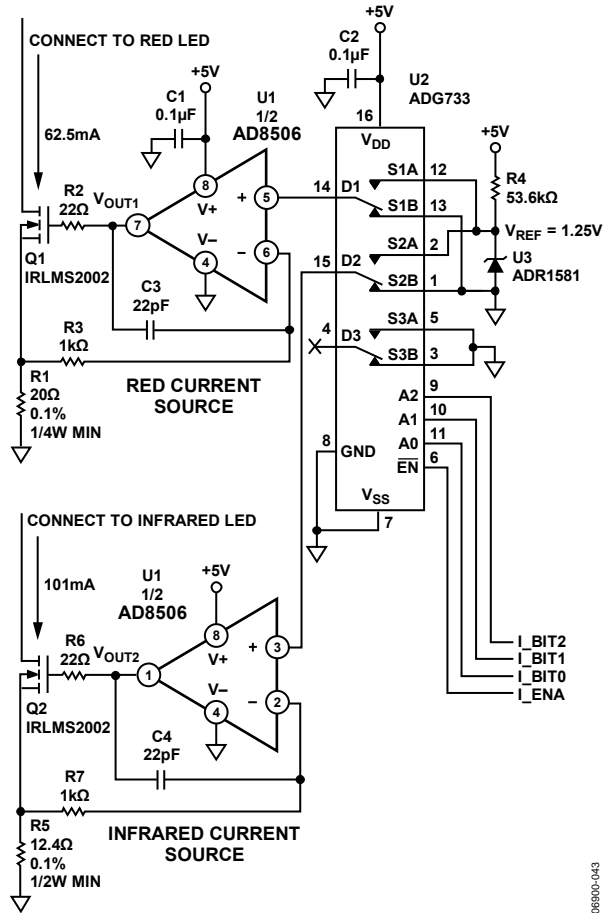 CONNECT TO RED LED
62.5mA
+5V
C1
0.1µF
U1
1/2
AD8506
R2
22Ω
VOUT1
7
8
V+
V–
4
+
5
–
6
Q1
IRLMS2002
C3
22pF
R3
1kΩ
R1
20Ω
0.1%
1/4W MIN
RED CURRENT
SOURCE
+5V
C2
0.1µF
U2
ADG733
16
VDD
14
D1
S1A
12
S1B
13
15
D2
S2A
2
S2B
1
4
D3
S3A
5
S3B
3
A2
9
A1
10
A0
11
EN
6
8
GND
VSS
7
+5V
R4
53.6kΩ
VREF = 1.25V
U3
ADR1581
I_BIT2
I_BIT1
I_BIT0
I_ENA
CONNECT TO INFRARED LED
101mA
U1
1/2
AD8506
+5V
R6
22Ω
VOUT2
1
8
V+
V–
4
+
3
–
2
Q2
IRLMS2002
C4
22pF
R7
1kΩ
R5
12.4Ω
0.1%
1/2W MIN
INFRARED CURRENT
SOURCE
06900-043